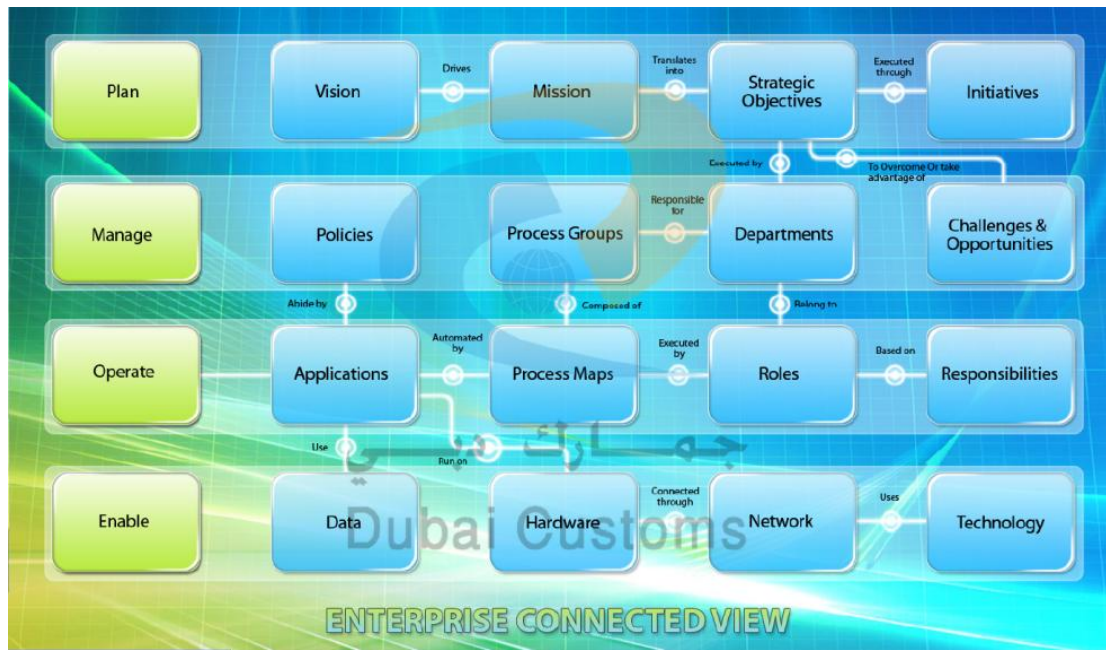 Plan
Vision
Drives
Mission
Translates
into
Strategic
Objectives
Executed
through
Initiatives
Executed by
To Overcome Or take
advantage of
Manage
Policies
Process Groups
Responsible
for
Departments
Challenges &
Opportunities
Abide by
Composed of
Belong to
Operate
Applications
Automated
by
Process Maps
Executed
by
Roles
Based on
Responsibilities
Use
Run on
جمارك دبي
Enable
Data
Hardware
Connected
through
Network
Uses
Technology
Dubai Customs
ENTERPRISE CONNECTED VIEW